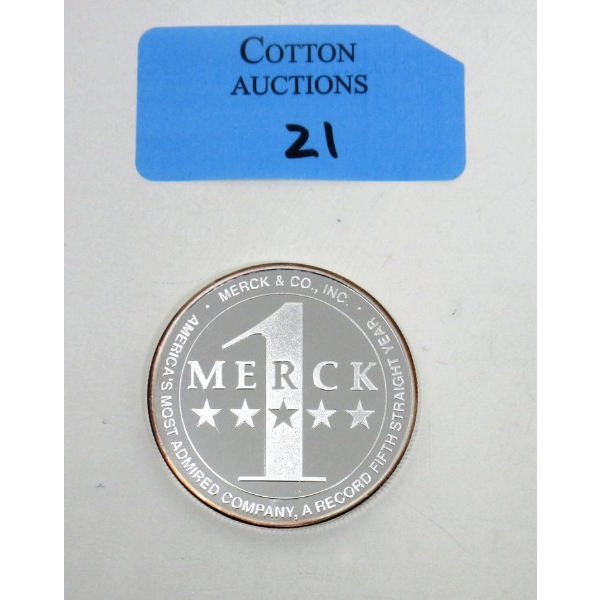 COTTON
AUCTIONS
21
· MERCK & CO., INC. ·
AMERICA'S MOST ADMIRED COMPANY, A RECORD FIFTH STRAIGHT YEAR
1
MERCK